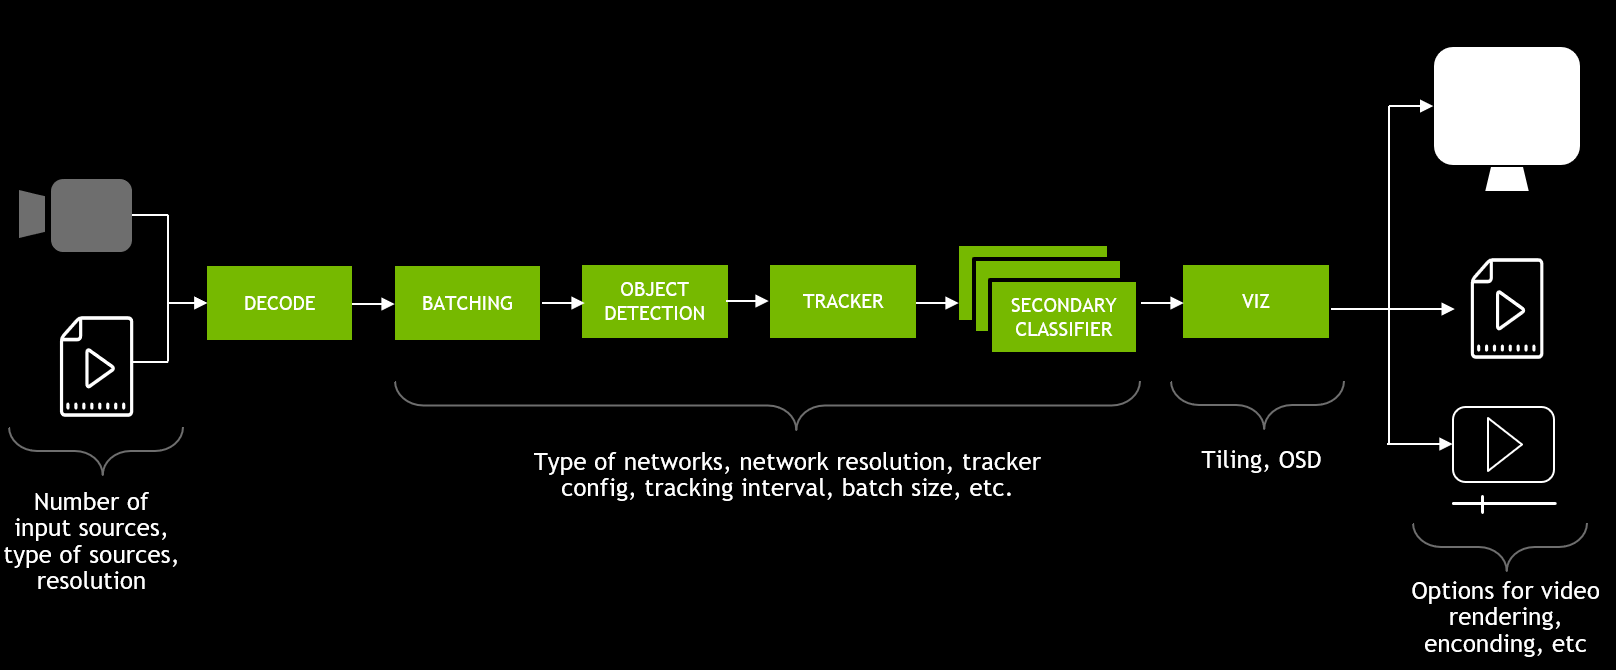 DECODE
BATCHING
OBJECT
DETECTION
TRACKER
SECONDARY
CLASSIFIER
VIZ
Number of
input sources,
type of sources,
resolution
Type of networks, network resolution, tracker
config, tracking interval, batch size, etc.
Tiling, OSD
Options for video
rendering,
enconding, etc